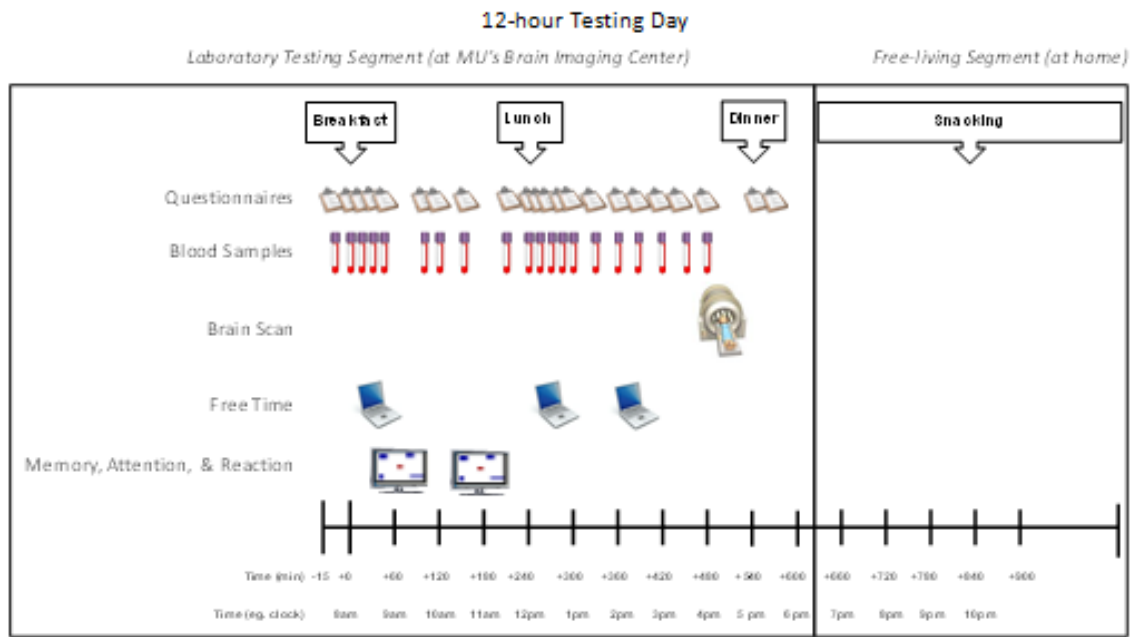 12-hour Testing Day
Laboratory Testing Segment (at MU's Brain Imaging Center) Free-living Segment (at home)
Breakfast Lunch Dinner Snacking
Questionnaires
Blood Samples
Brain Scan
Free Time
Memory, Attention, & Reaction
Time (min) -15 +0 +60 +120 +180 +240 +300 +360 +420 +480 +540 +600 +660 +720 +780 +840 +900
Time (eg. clock) 8am 9am 10am 11am 12pm 1pm 2pm 3pm 4pm 5 pm 6 pm 7pm 8pm 9pm 10pm